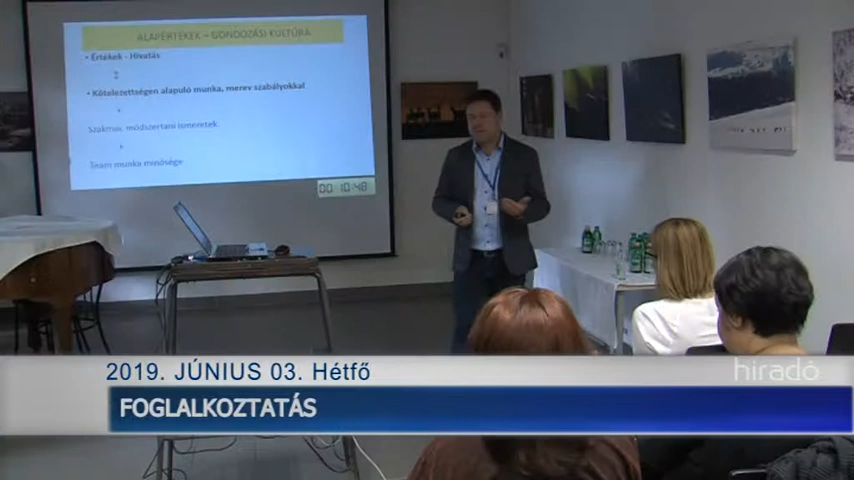 ALAPÉRTÉKEK – GONDOZÁSI KULTÚRA
• Értékek - Hivatás
• Kötelezettségen alapuló munka, merev szabályokkal
Szakmai, módszertani ismeretek
Team munka minősége
00:10:48
2019. JÚNIUS 03. Hétfő
híradó
FOGLALKOZTATÁS